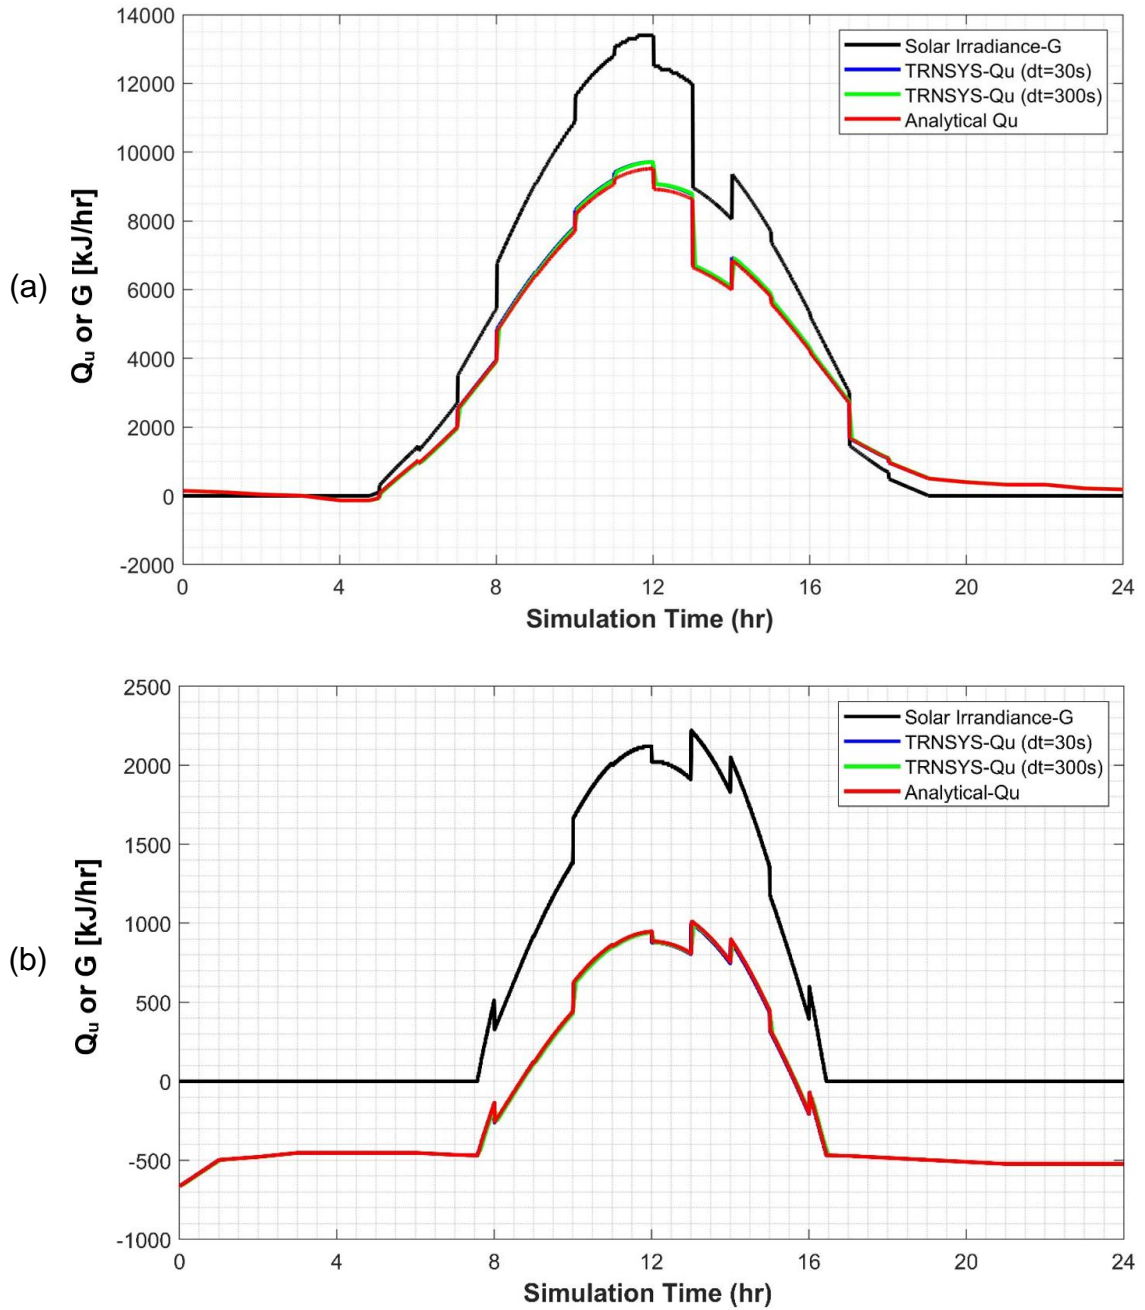 (a)
Q_u or G [kJ/hr]
14000
12000
10000
8000
6000
4000
2000
0
-2000
Solar Irradiance-G
TRNSYS-Qu (dt=30s)
TRNSYS-Qu (dt=300s)
Analytical Qu
0 4 8 12 16 20 24
Simulation Time (hr)
(b)
Q_u or G [kJ/hr]
2500
2000
1500
1000
500
0
-500
-1000
Solar Irrandiance-G
TRNSYS-Qu (dt=30s)
TRNSYS-Qu (dt=300s)
Analytical-Qu
0 4 8 12 16 20 24
Simulation Time (hr)